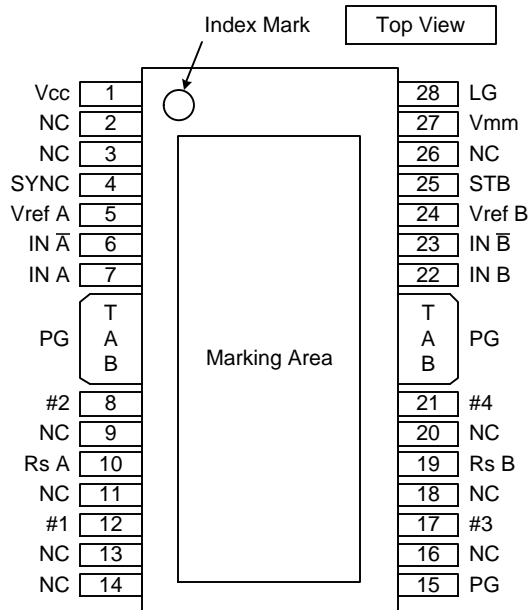 Index Mark Top View
Vcc 1 28 LG
NC 2 27 Vmm
NC 3 26 NC
SYNC 4 25 STB
Vref A 5 24 Vref B
IN A̅ 6 23 IN B̅
IN A 7 22 IN B
PG TAB Marking Area TAB PG
#2 8 21 #4
NC 9 20 NC
Rs A 10 19 Rs B
NC 11 18 NC
#1 12 17 #3
NC 13 16 NC
NC 14 15 PG